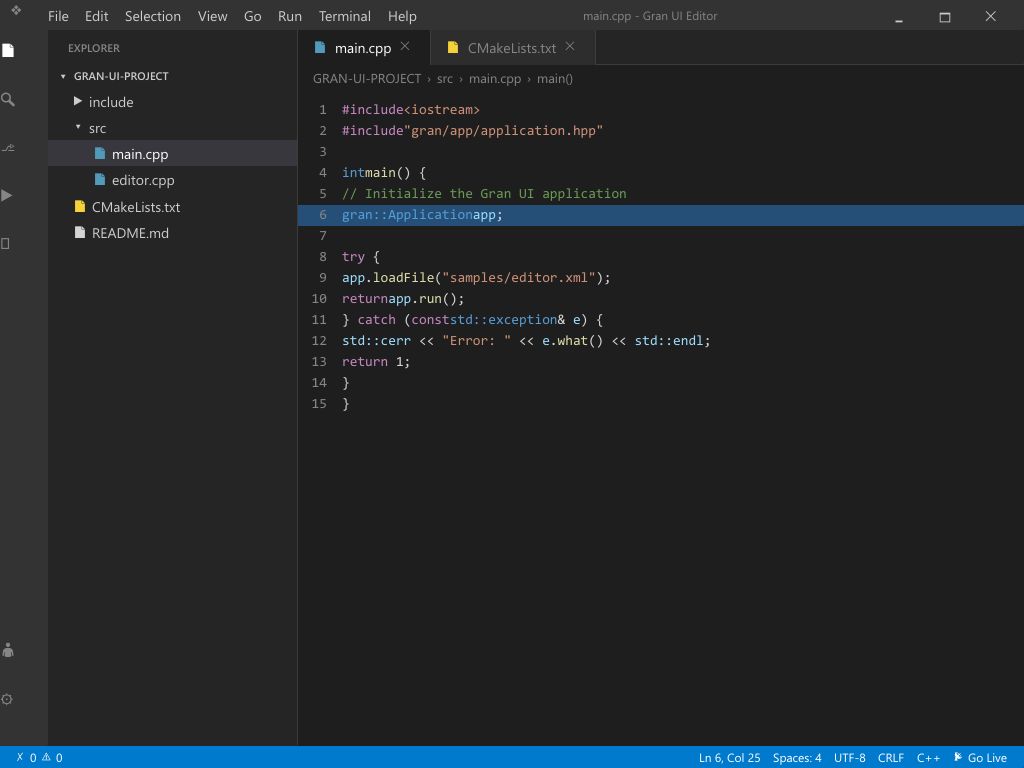 File Edit Selection View Go Run Terminal Help main.cpp - Gran UI Editor
EXPLORER
GRAN-UI-PROJECT
include
src
main.cpp
editor.cpp
CMakeLists.txt
README.md
main.cpp CMakeLists.txt
GRAN-UI-PROJECT › src › main.cpp › main()
1 #include<iostream>
2 #include"gran/app/application.hpp"
3
4 intmain() {
5 // Initialize the Gran UI application
6 gran::Applicationapp;
7
8 try {
9 app.loadFile("samples/editor.xml");
10 returnapp.run();
11 } catch (conststd::exception& e) {
12 std::cerr << "Error: " << e.what() << std::endl;
13 return 1;
14 }
15 }
0 0 Ln 6, Col 25 Spaces: 4 UTF-8 CRLF C++ Go Live